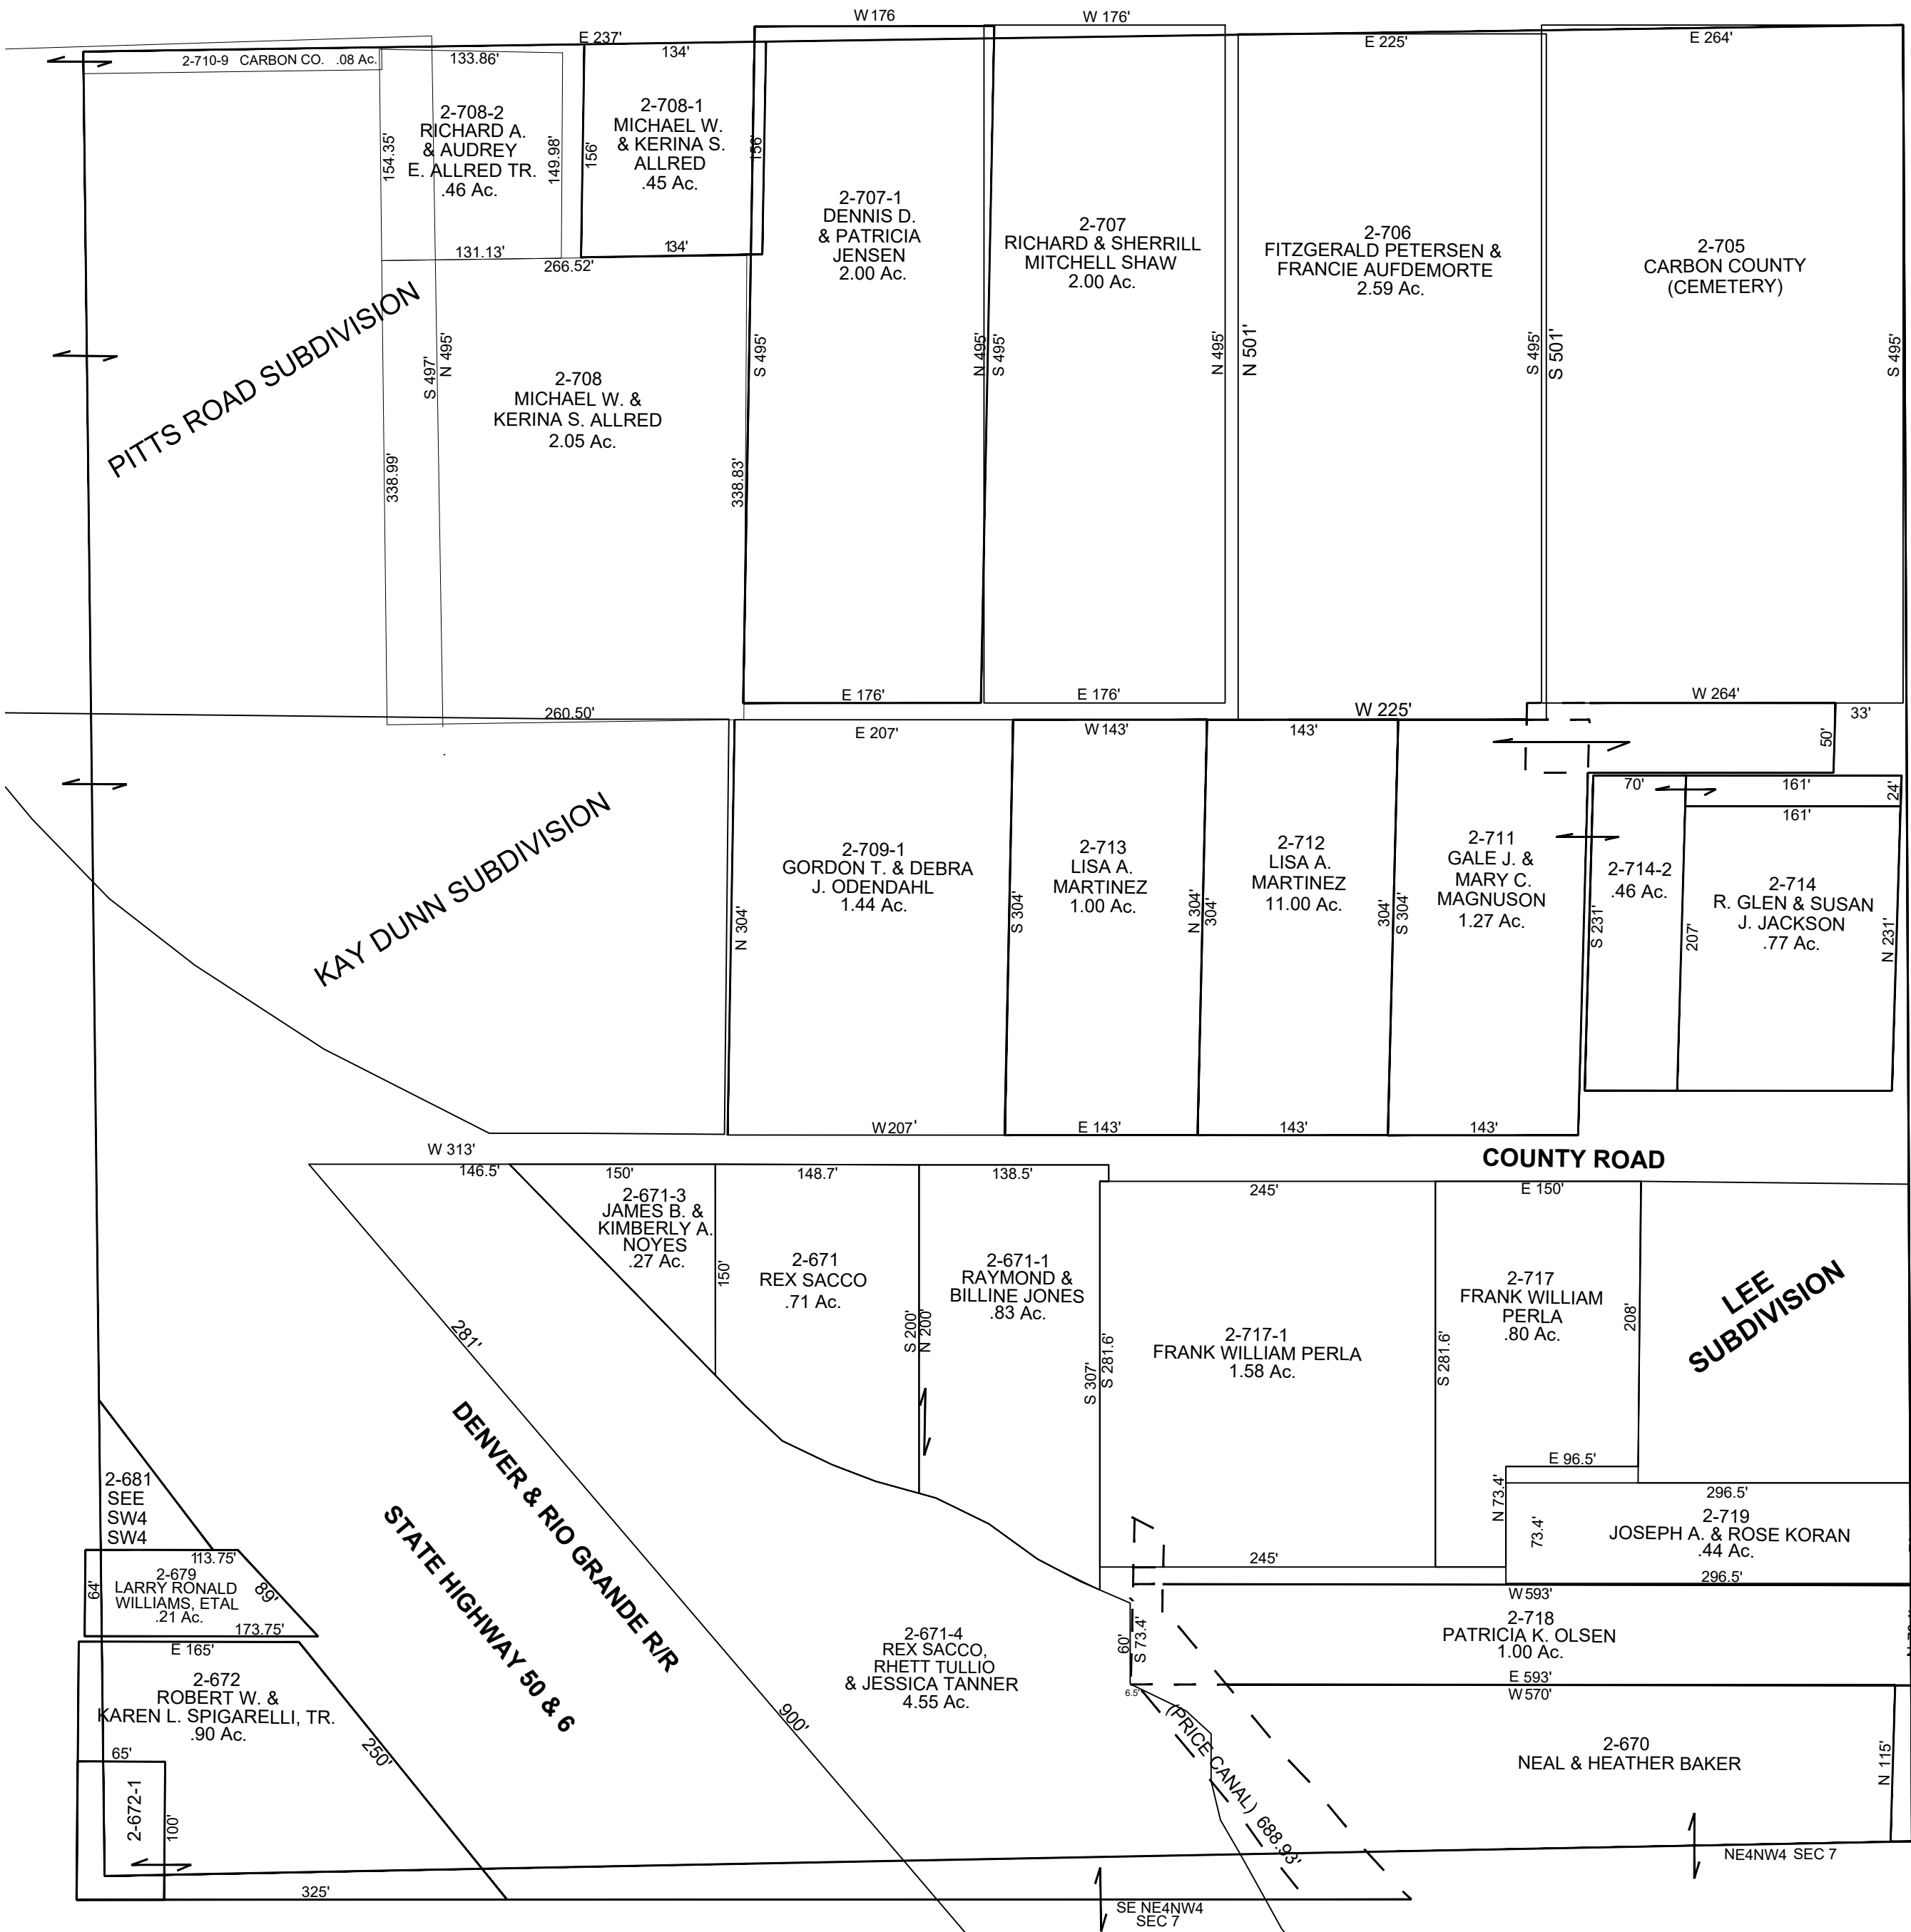 W 176
W 176'
E 237'
E 225'
E 264'
2-710-9 CARBON CO. .08 Ac.
133.86'
134'
2-708-2
RICHARD A.
& AUDREY
E. ALLRED TR.
.46 Ac.
154.35'
149.98'
131.13'
266.52'
2-708-1
MICHAEL W.
& KERINA S.
ALLRED
.45 Ac.
156'
156'
134'
2-707-1
DENNIS D.
& PATRICIA
JENSEN
2.00 Ac.
2-707
RICHARD & SHERRILL
MITCHELL SHAW
2.00 Ac.
2-706
FITZGERALD PETERSEN &
FRANCIE AUFDEMORTE
2.59 Ac.
2-705
CARBON COUNTY
(CEMETERY)
PITTS ROAD SUBDIVISION
S 497'
N 495'
338.99'
2-708
MICHAEL W. &
KERINA S. ALLRED
2.05 Ac.
338.83'
S 495'
N 495'
S 495'
N 495'
N 501'
S 495'
S 501'
S 495'
260.50'
E 176'
E 176'
W 225'
W 264'
33'
50'
E 207'
W 143'
143'
70'
161'
24'
161'
KAY DUNN SUBDIVISION
N 304'
2-709-1
GORDON T. & DEBRA
J. ODENDAHL
1.44 Ac.
S 304'
2-713
LISA A.
MARTINEZ
1.00 Ac.
N 304'
304'
2-712
LISA A.
MARTINEZ
11.00 Ac.
304'
S 304'
2-711
GALE J. &
MARY C.
MAGNUSON
1.27 Ac.
S 231'
2-714-2
.46 Ac.
207'
2-714
R. GLEN & SUSAN
J. JACKSON
.77 Ac.
N 231'
W 207'
E 143'
143'
143'
COUNTY ROAD
W 313'
146.5'
150'
148.7'
138.5'
245'
E 150'
2-671-3
JAMES B. &
KIMBERLY A.
NOYES
.27 Ac.
150'
2-671
REX SACCO
.71 Ac.
S 200'
N 200'
2-671-1
RAYMOND &
BILLINE JONES
.83 Ac.
S 307'
S 281.6'
2-717-1
FRANK WILLIAM PERLA
1.58 Ac.
S 281.6'
2-717
FRANK WILLIAM
PERLA
.80 Ac.
208'
LEE
SUBDIVISION
281'
DENVER & RIO GRANDE R/R
STATE HIGHWAY 50 & 6
900'
E 96.5'
N 73.4'
73.4'
296.5'
2-719
JOSEPH A. & ROSE KORAN
.44 Ac.
296.5'
245'
W 593'
2-718
PATRICIA K. OLSEN
1.00 Ac.
E 593'
W 570'
60'
S 73.4'
6.5'
2-681
SEE
SW4
SW4
113.75'
64'
2-679
LARRY RONALD
WILLIAMS, ETAL
.21 Ac.
89'
173.75'
E 165'
2-672
ROBERT W. &
KAREN L. SPIGARELLI, TR.
.90 Ac.
250'
65'
2-672-1
100'
325'
2-671-4
REX SACCO,
RHETT TULLIO
& JESSICA TANNER
4.55 Ac.
(PRICE CANAL) 688.93'
2-670
NEAL & HEATHER BAKER
N 115'
NE4NW4 SEC 7
SE NE4NW4
SEC 7